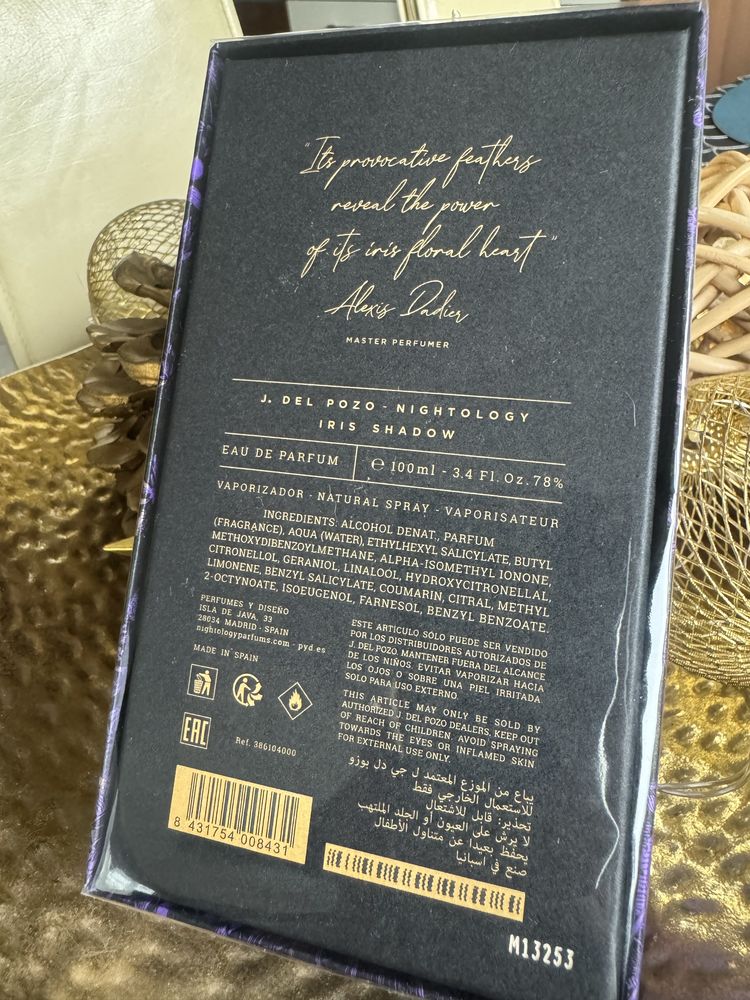 "Its provocative feathers
reveal the power
of its iris floral heart"
Alexis Dadier
MASTER PERFUMER
J. DEL POZO - NIGHTOLOGY
IRIS SHADOW
EAU DE PARFUM
℮ 100ml - 3.4 Fl. Oz. 78%
VAPORIZADOR - NATURAL SPRAY - VAPORISATEUR
INGREDIENTS: ALCOHOL DENAT., PARFUM
(FRAGRANCE), AQUA (WATER), ETHYLHEXYL SALICYLATE, BUTYL
METHOXYDIBENZOYLMETHANE, ALPHA-ISOMETHYL IONONE,
CITRONELLOL, GERANIOL, LINALOOL, HYDROXYCITRONELLAL,
LIMONENE, BENZYL SALICYLATE, COUMARIN, CITRAL, METHYL
2-OCTYNOATE, ISOEUGENOL, FARNESOL, BENZYL BENZOATE.
PERFUMES Y DISEÑO
ISLA DE JAVA, 33
28034 MADRID - SPAIN
nightologyparfums.com - pyd.es
MADE IN SPAIN
ESTE ARTICULO SÓLO PUEDE SER VENDIDO
POR LOS DISTRIBUIDORES AUTORIZADOS DE
J. DEL POZO. MANTENER FUERA DEL ALCANCE
DE LOS NIÑOS. EVITAR VAPORIZAR HACIA
LOS OJOS O SOBRE UNA PIEL IRRITADA.
SOLO PARA USO EXTERNO.
THIS ARTICLE MAY ONLY BE SOLD BY
AUTHORIZED J. DEL POZO DEALERS. KEEP OUT
OF REACH OF CHILDREN. AVOID SPRAYING
TOWARDS THE EYES OR INFLAMED SKIN
FOR EXTERNAL USE ONLY.
يباع من الموزع المعتمد ل جي دل بوزو
للاستعمال الخارجي فقط
تحذير: قابل للاشتعال
لا يرش على العيون أو الجلد الملتهب
يحفظ بعيدا عن متناول الأطفال
صنع في اسبانيا
EAC
Ref. 386104000
8 431754 008431
M13253